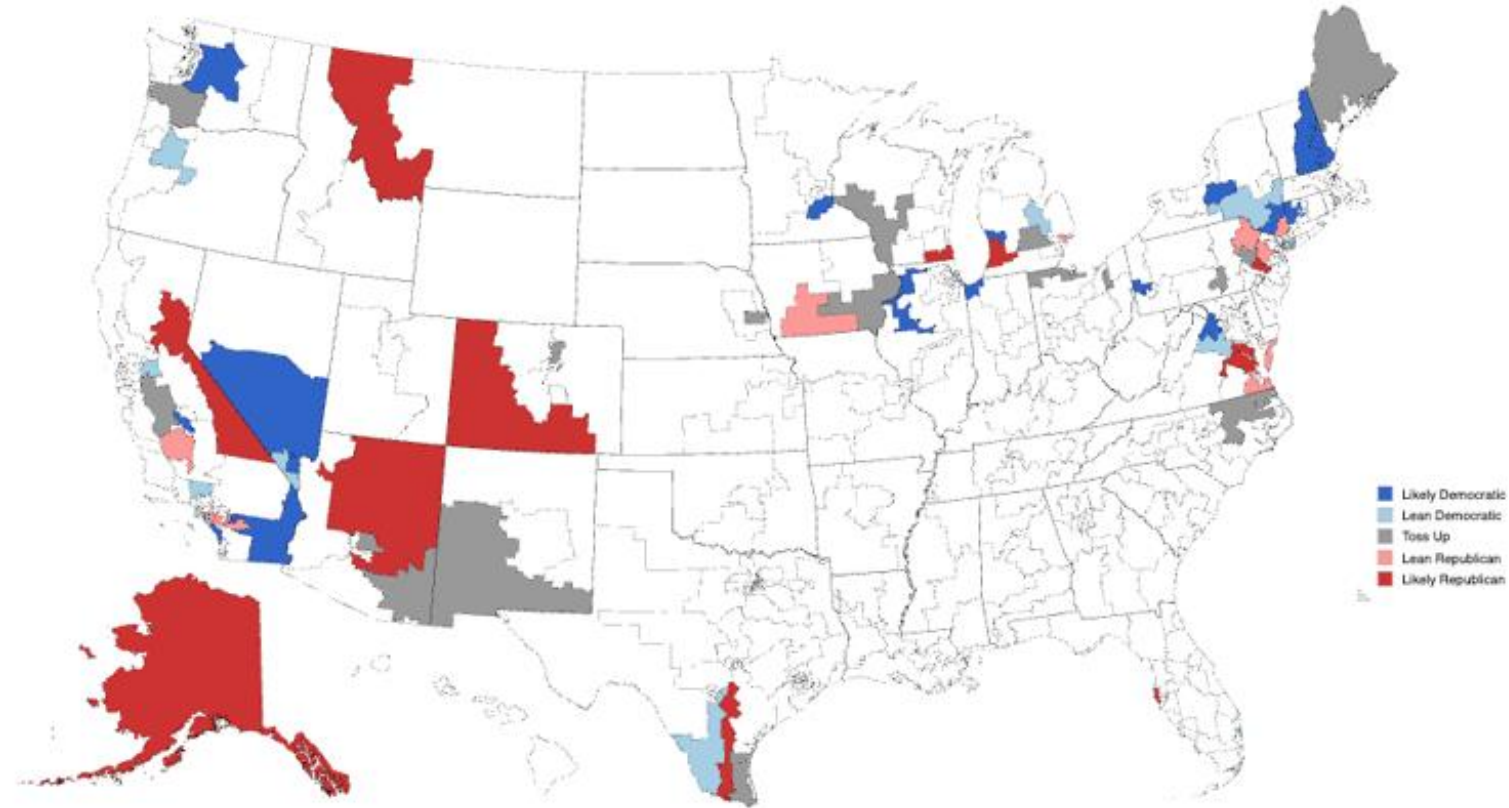 Likely Democratic
Lean Democratic
Toss Up
Lean Republican
Likely Republican